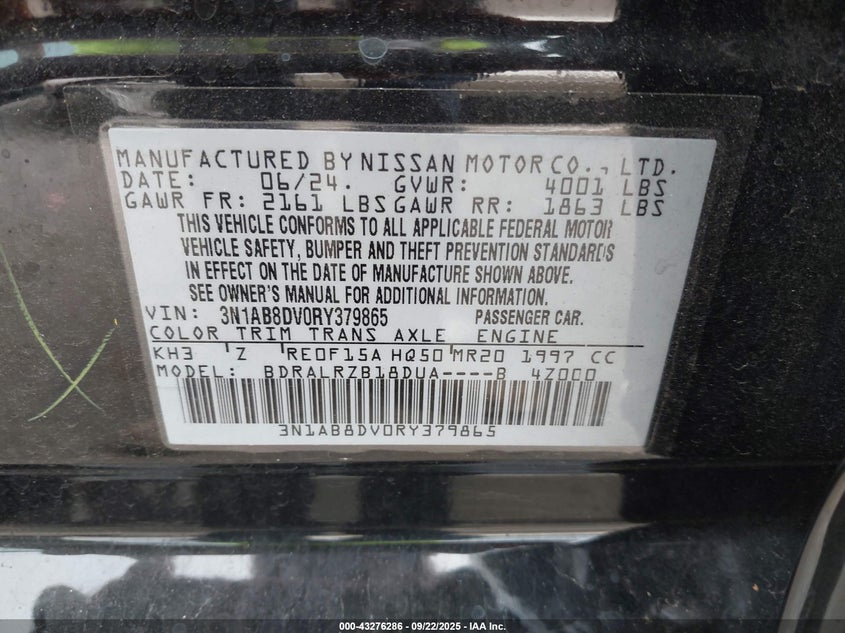 MANUFACTURED BY NISSAN MOTOR CO., LTD.
DATE: 06/24. GVWR: 4001 LBS
GAWR FR: 2161 LBS GAWR RR: 1863 LBS
THIS VEHICLE CONFORMS TO ALL APPLICABLE FEDERAL MOTOR
VEHICLE SAFETY, BUMPER AND THEFT PREVENTION STANDARDS
IN EFFECT ON THE DATE OF MANUFACTURE SHOWN ABOVE.
SEE OWNER'S MANUAL FOR ADDITIONAL INFORMATION.
VIN: 3N1AB8DV0RY379865 PASSENGER CAR.
COLOR TRIM TRANS AXLE ENGINE
KH3 Z RE0F15A HQ50 MR20 1997 CC
MODEL: BDRALRZB18DUA----B 4Z000
3N1AB8DV0RY379865
000-43276286 - 09/22/2025 - IAA Inc.